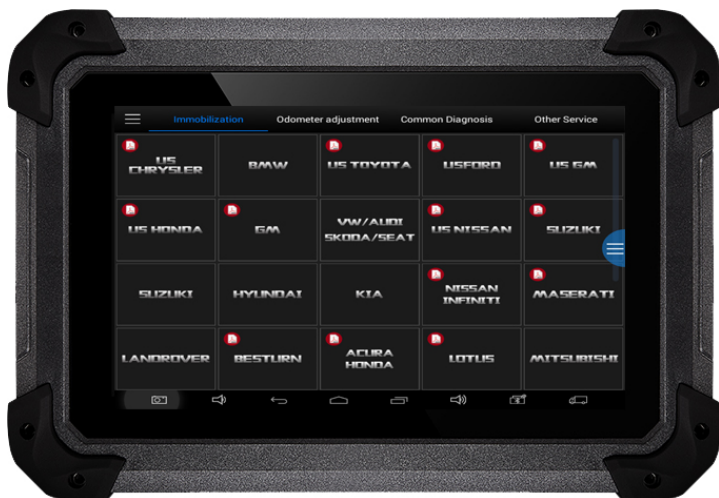 Immobilization Odometer adjustment Common Diagnosis Other Service
US
CHRYSLER
BMW
US TOYOTA
USFORD
US GM
US HONDA
GM
VW/AUDI
SKODA/SEAT
US NISSAN
SUZUKI
SUZUKI
HYUNDAI
KIA
NISSAN
INFINITI
MASERATI
LANDROVER
BESTURN
ACURA
HONDA
LOTUS
MITSUBISHI